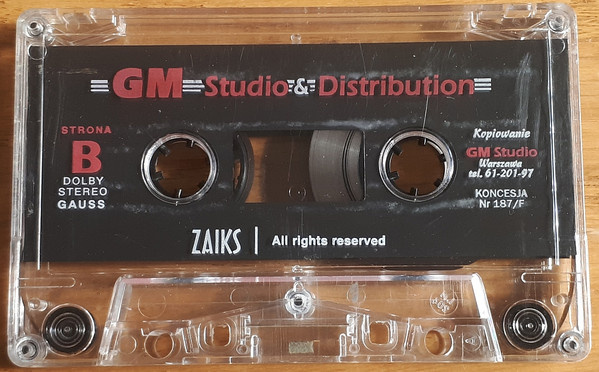 GM Studio & Distribution
STRONA
B
DOLBY
STEREO
GAUSS
Kopiowanie
GM Studio
Warszawa
tel. 61-201-97
KONCESJA
Nr 187/F
ZAIKS | All rights reserved